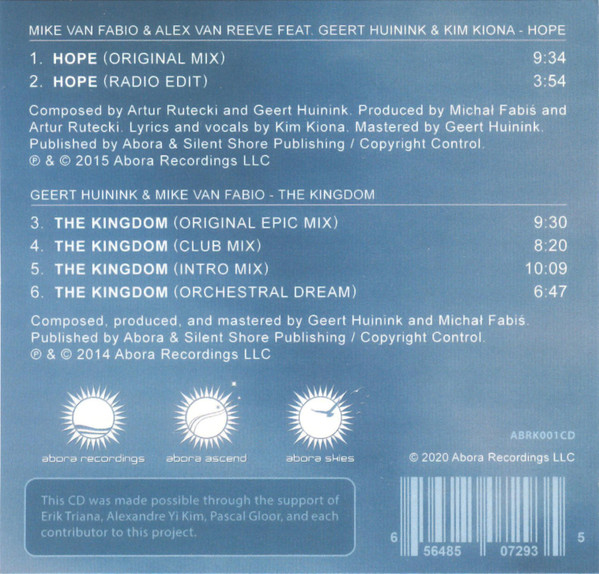 MIKE VAN FABIO & ALEX VAN REEVE FEAT. GEERT HUININK & KIM KIONA - HOPE
1. HOPE (ORIGINAL MIX) 9:34
2. HOPE (RADIO EDIT) 3:54
Composed by Artur Rutecki and Geert Huinink. Produced by Michał Fabiś and
Artur Rutecki. Lyrics and vocals by Kim Kiona. Mastered by Geert Huinink.
Published by Abora & Silent Shore Publishing / Copyright Control.
℗ & © 2015 Abora Recordings LLC
GEERT HUININK & MIKE VAN FABIO - THE KINGDOM
3. THE KINGDOM (ORIGINAL EPIC MIX) 9:30
4. THE KINGDOM (CLUB MIX) 8:20
5. THE KINGDOM (INTRO MIX) 10:09
6. THE KINGDOM (ORCHESTRAL DREAM) 6:47
Composed, produced, and mastered by Geert Huinink and Michał Fabiś.
Published by Abora & Silent Shore Publishing / Copyright Control.
℗ & © 2014 Abora Recordings LLC
abora recordings
abora ascend
abora skies
ABRK001CD
© 2020 Abora Recordings LLC
This CD was made possible through the support of
Erik Triana, Alexandre Yi Kim, Pascal Gloor, and each
contributor to this project.
6 56485 07293 5